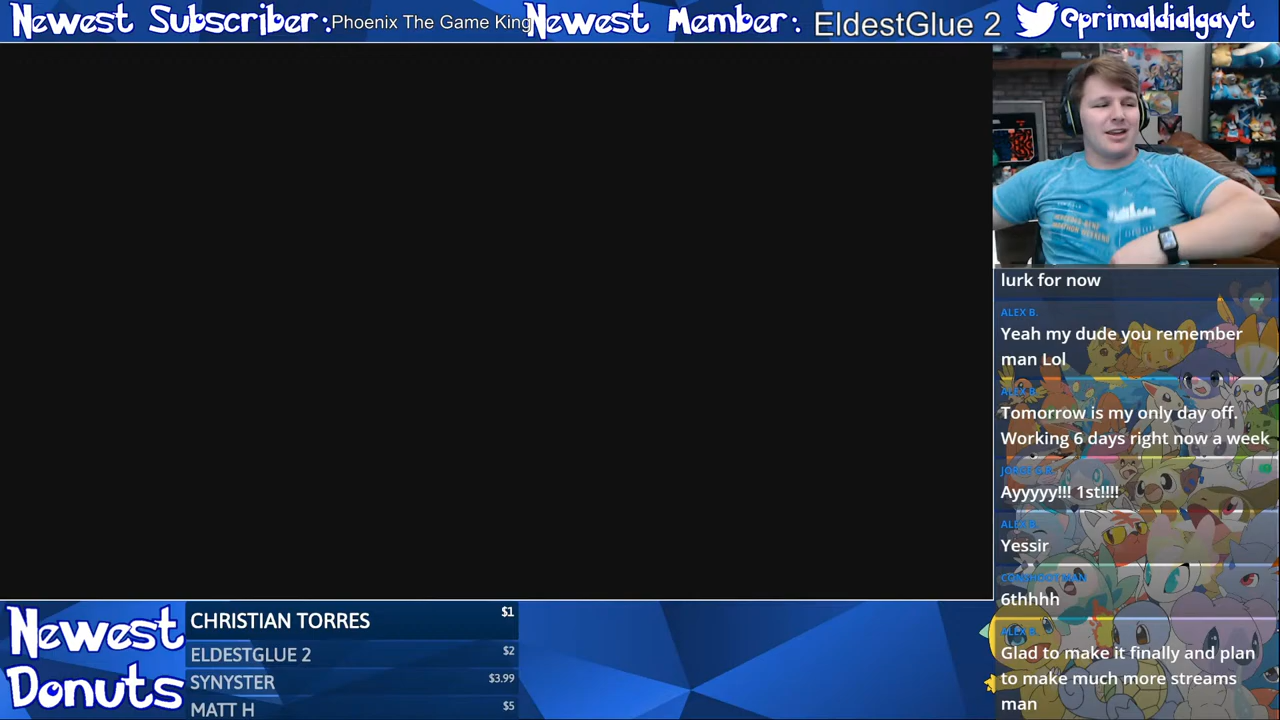 Newest Subscriber: Phoenix The Game King Newest Member: EldestGlue 2 @primaldialgayt
lurk for now
ALEX B.
Yeah my dude you remember
man Lol
ALEX B.
Tomorrow is my only day off.
Working 6 days right now a week
Ayyyyy!!! 1st!!!!
ALEX B.
Yessir
6thhhh
ALEX B.
Glad to make it finally and plan
to make much more streams
man
Newest
Donuts
CHRISTIAN TORRES $1
ELDESTGLUE 2 $2
SYNYSTER $3.99
MATT H $5